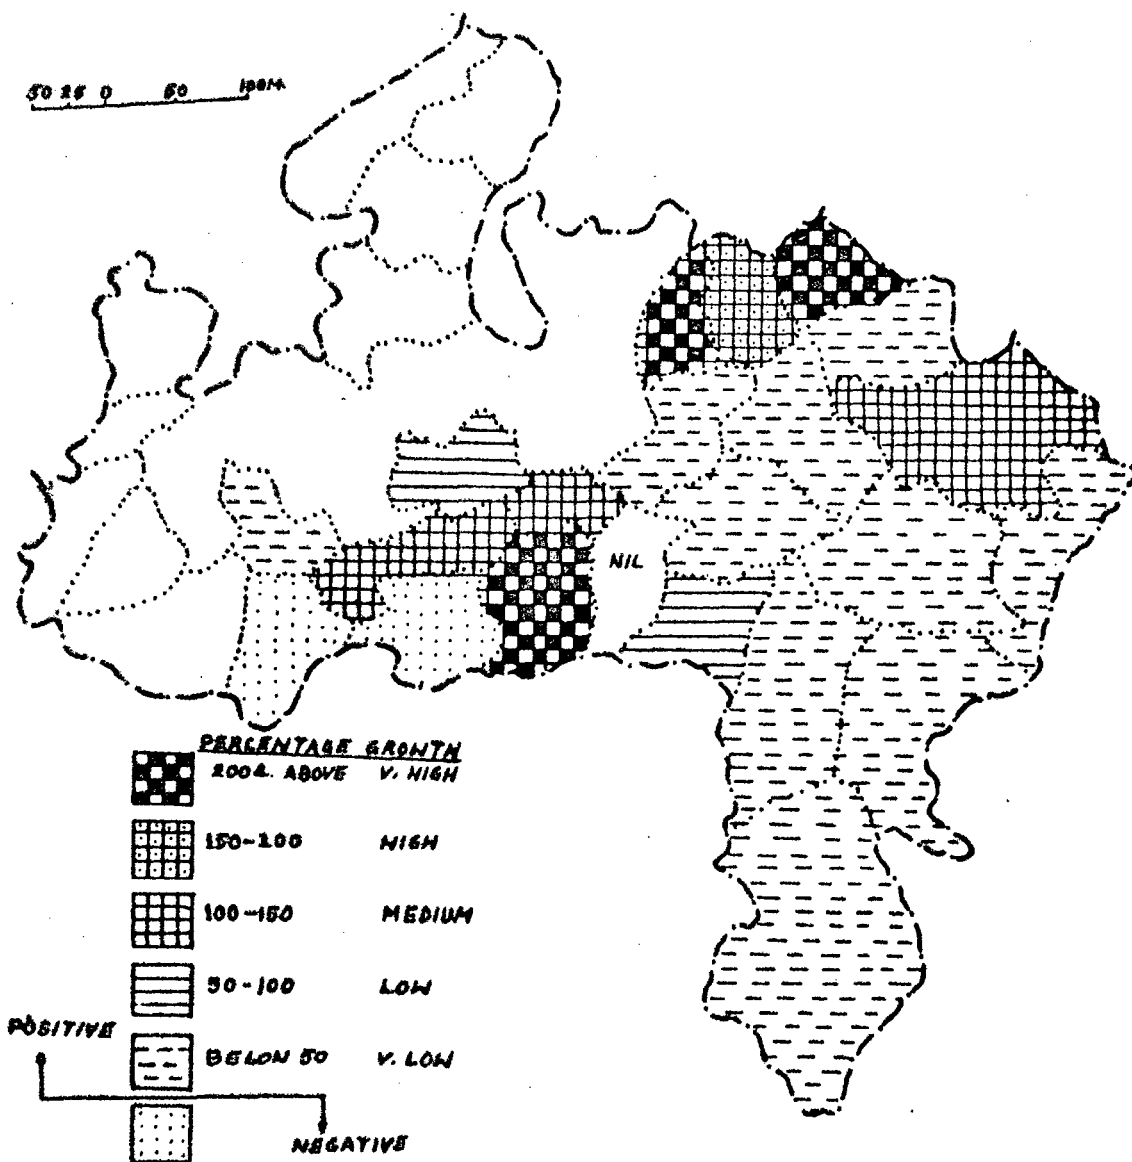 50 25 0 50 100M.
NIL
PERCENTAGE GROWTH
200 & ABOVE V. HIGH
150-200 HIGH
100-150 MEDIUM
50-100 LOW
POSITIVE
BELOW 50 V. LOW
NEGATIVE